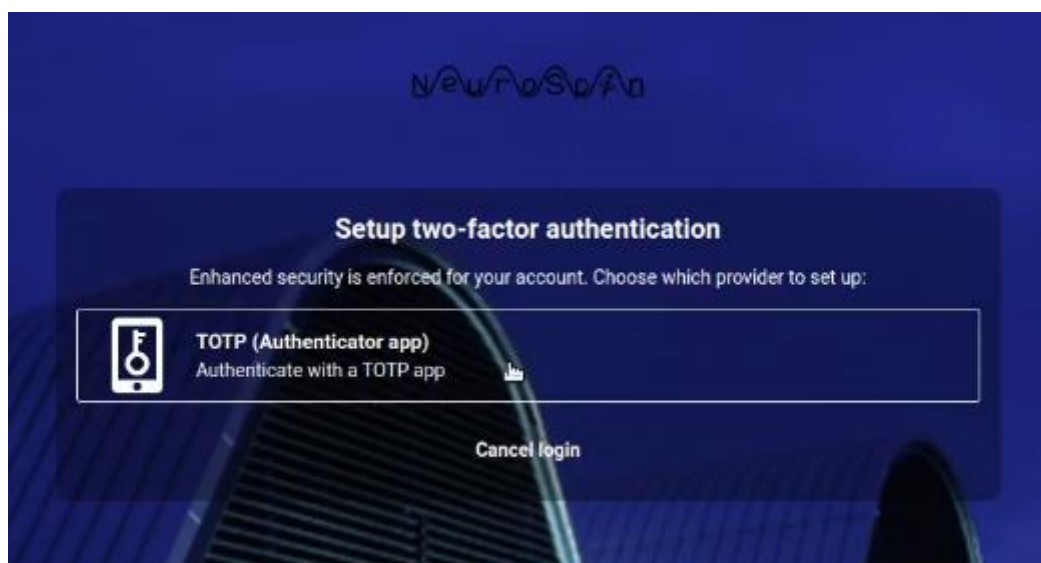 NeuroSpin
Setup two-factor authentication
Enhanced security is enforced for your account. Choose which provider to set up:
TOTP (Authenticator app)
Authenticate with a TOTP app
Cancel login